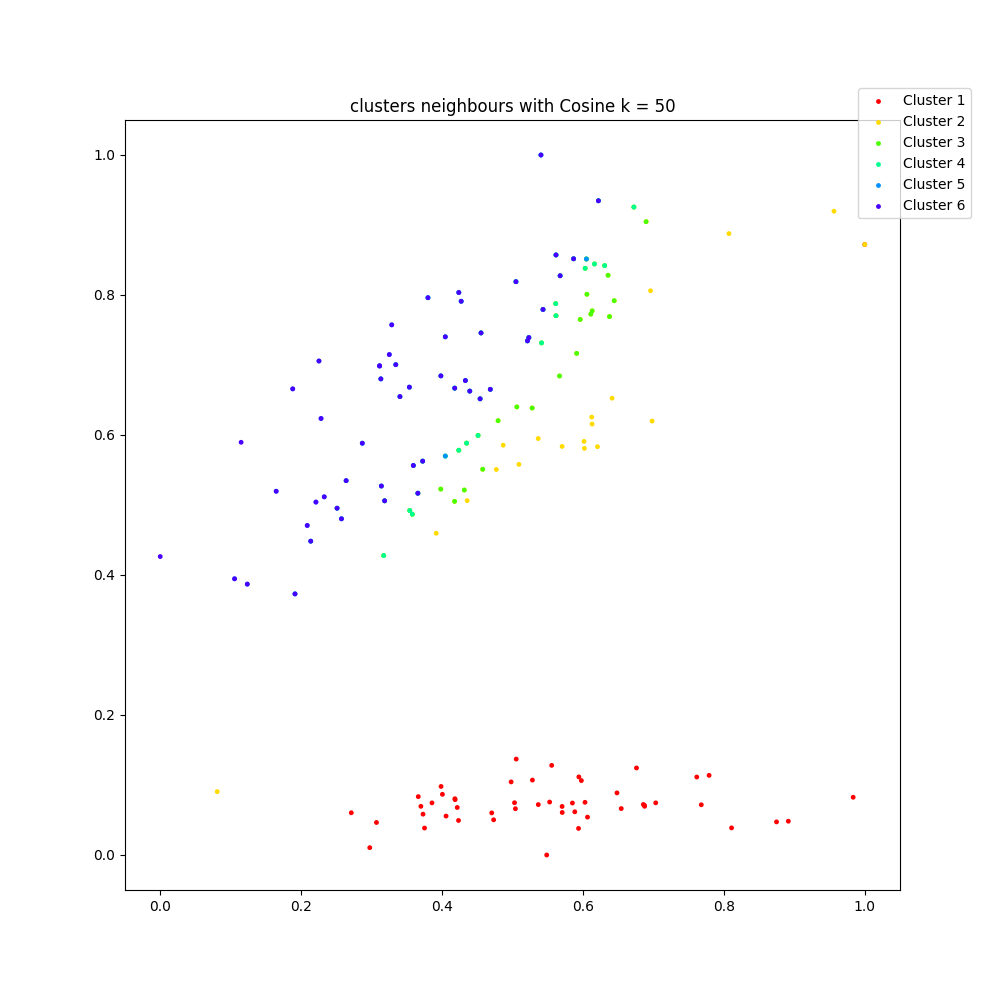 clusters neighbours with Cosine k = 50
Cluster 1
Cluster 2
Cluster 3
Cluster 4
Cluster 5
Cluster 6
1.0
0.8
0.6
0.4
0.2
0.0
0.0 0.2 0.4 0.6 0.8 1.0